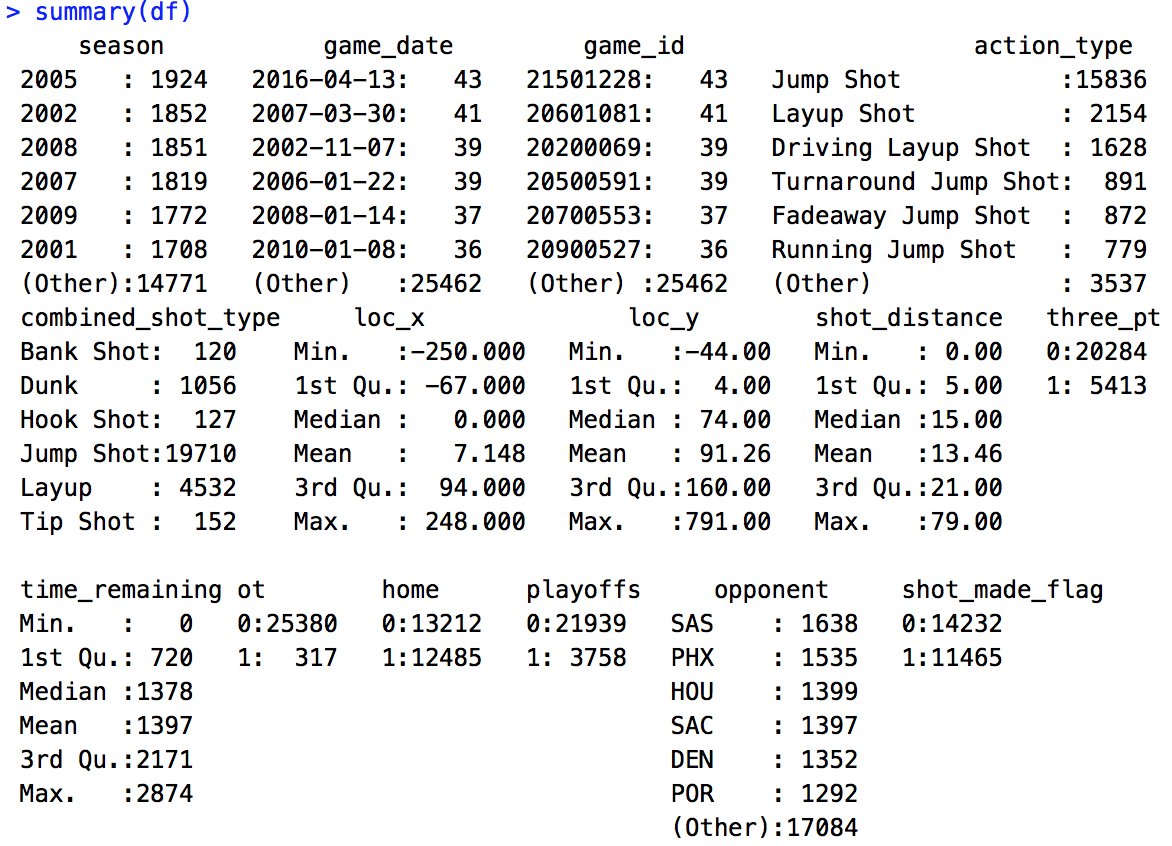 > summary(df)
     season           game_date         game_id                    action_type
 2005   : 1924   2016-04-13:   43   21501228:   43   Jump Shot          :15836
 2002   : 1852   2007-03-30:   41   20601081:   41   Layup Shot         : 2154
 2008   : 1851   2002-11-07:   39   20200069:   39   Driving Layup Shot : 1628
 2007   : 1819   2006-01-22:   39   20500591:   39   Turnaround Jump Shot:  891
 2009   : 1772   2008-01-14:   37   20700553:   37   Fadeaway Jump Shot :  872
 2001   : 1708   2010-01-08:   36   20900527:   36   Running Jump Shot  :  779
 (Other):14771   (Other)   :25462   (Other) :25462   (Other)            : 3537
 combined_shot_type     loc_x              loc_y        shot_distance   three_pt
 Bank Shot:  120    Min.   :-250.000   Min.   :-44.00   Min.   : 0.00   0:20284
 Dunk     : 1056    1st Qu.: -67.000   1st Qu.:  4.00   1st Qu.: 5.00   1: 5413
 Hook Shot:  127    Median :   0.000   Median : 74.00   Median :15.00
 Jump Shot:19710    Mean   :   7.148   Mean   : 91.26   Mean   :13.46
 Layup    : 4532    3rd Qu.:  94.000   3rd Qu.:160.00   3rd Qu.:21.00
 Tip Shot :  152    Max.   : 248.000   Max.   :791.00   Max.   :79.00
 time_remaining ot        home      playoffs     opponent     shot_made_flag
 Min.   :   0   0:25380   0:13212   0:21939   SAS    : 1638   0:14232
 1st Qu.: 720   1:  317   1:12485   1: 3758   PHX    : 1535   1:11465
 Median :1378                                 HOU    : 1399
 Mean   :1397                                 SAC    : 1397
 3rd Qu.:2171                                 DEN    : 1352
 Max.   :2874                                 POR    : 1292
                                              (Other):17084